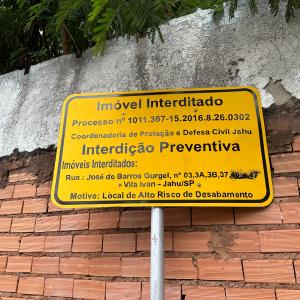 Imóvel Interditado
Processo nº 1011.367-15.2016.8.26.0302
Coordenadoria de Protação e Defesa Civil Jahu
Interdição Preventiva
Imóveis Interditados:
Rua : José de Barros Gurgel, nº 03,3A,3B,37
Vila Ivan - Jahu/SP
Motivo: Local de Alto Risco de Desabamento